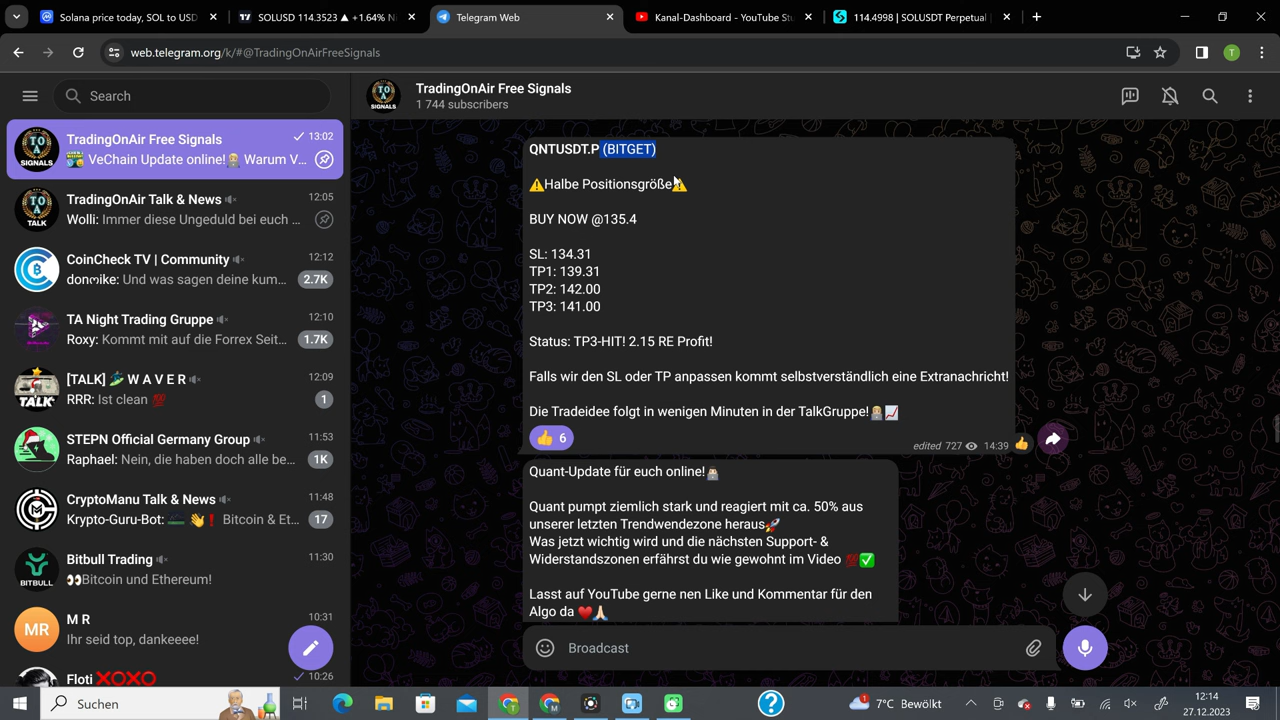 Solana price today, SOL to USD
SOLUSD 114.3523 ▲ +1.64%
Telegram Web
Kanal-Dashboard - YouTube Stu
114.4998 | SOLUSDT Perpetual
web.telegram.org/k/#@TradingOnAirFreeSignals
T
Search
TradingOnAir Free Signals
13:02
VeChain Update online! Warum V...
TradingOnAir Talk & News
12:05
Wolli: Immer diese Ungeduld bei euch ...
CoinCheck TV | Community
12:12
donmike: Und was sagen deine kum...
2.7K
TA Night Trading Gruppe
12:10
Roxy: Kommt mit auf die Forrex Seit...
1.7K
[TALK] 🏄 W A V E R
12:09
RRR: Ist clean 💯
1
STEPN Official Germany Group
11:53
Raphael: Nein, die haben doch alle be...
1K
CryptoManu Talk & News
11:48
Krypto-Guru-Bot: 👋❗ Bitcoin & Et...
17
Bitbull Trading
11:30
👀Bitcoin und Ethereum!
M R
10:31
Ihr seid top, dankeeee!
MR
Floti ❌O❌O
10:26
TradingOnAir Free Signals
1 744 subscribers
QNTUSDT.P (BITGET)
⚠️Halbe Positionsgröße⚠️
BUY NOW @135.4
SL: 134.31
TP1: 139.31
TP2: 142.00
TP3: 141.00
Status: TP3-HIT! 2.15 RE Profit!
Falls wir den SL oder TP anpassen kommt selbstverständlich eine Extranachricht!
Die Tradeidee folgt in wenigen Minuten in der TalkGruppe!👨🏼‍💻📈
👍 6
edited 727 14:39
Quant-Update für euch online!👨🏼‍💻
Quant pumpt ziemlich stark und reagiert mit ca. 50% aus
unserer letzten Trendwendezone heraus🚀
Was jetzt wichtig wird und die nächsten Support- &
Widerstandszonen erfährst du wie gewohnt im Video 💯✅
Lasst auf YouTube gerne nen Like und Kommentar für den
Algo da ❤️🙏🏻
Broadcast
Suchen
7°C Bewölkt
12:14
27.12.2023